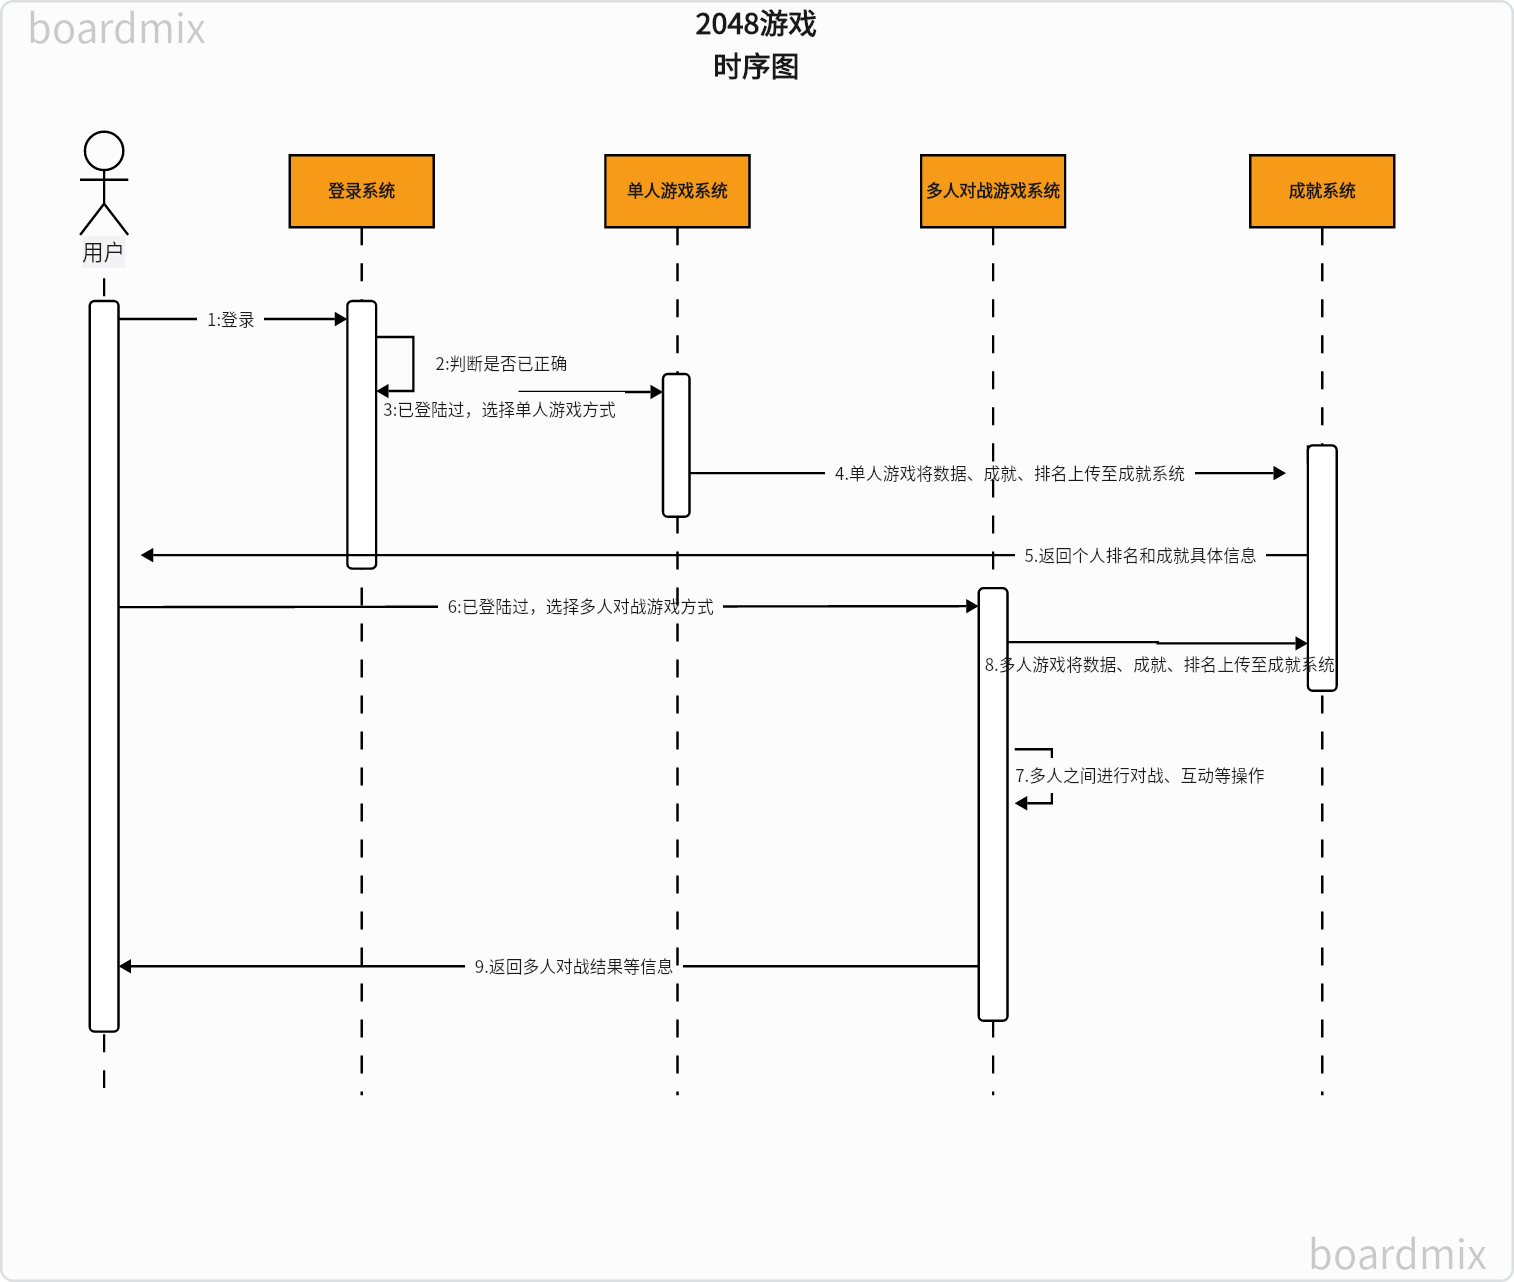 boardmix
2048游戏
时序图
用户
登录系统
单人游戏系统
多人对战游戏系统
成就系统
1:登录
2:判断是否已正确
3:已登陆过，选择单人游戏方式
4.单人游戏将数据、成就、排名上传至成就系统
5.返回个人排名和成就具体信息
6:已登陆过，选择多人对战游戏方式
8.多人游戏将数据、成就、排名上传至成就系统
7.多人之间进行对战、互动等操作
9.返回多人对战结果等信息
boardmix